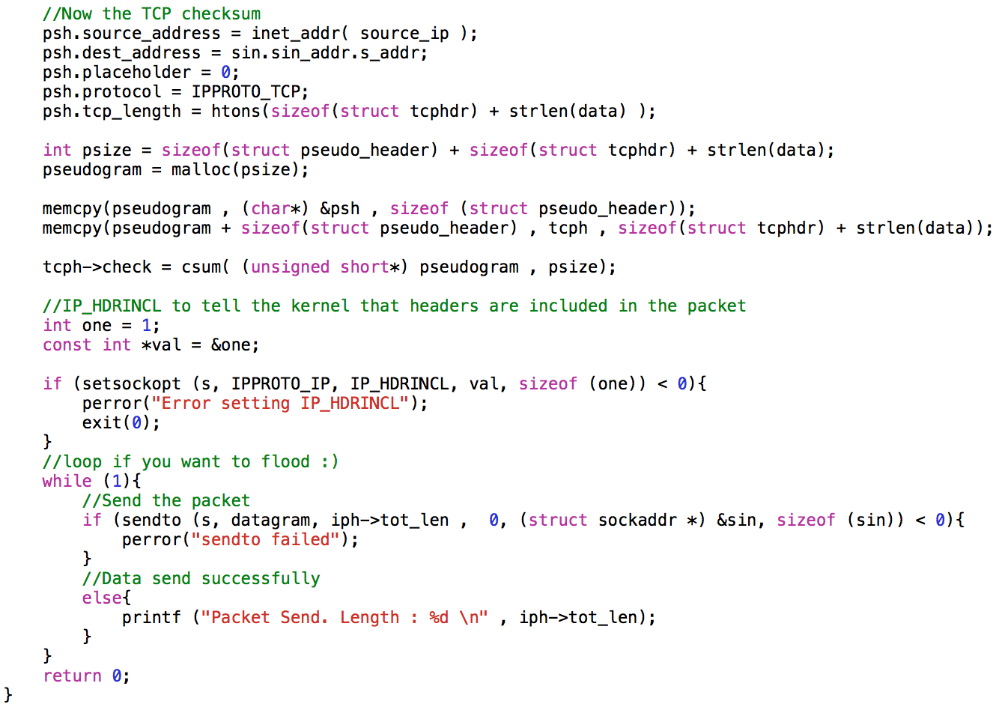 //Now the TCP checksum
psh.source_address = inet_addr( source_ip );
psh.dest_address = sin.sin_addr.s_addr;
psh.placeholder = 0;
psh.protocol = IPPROTO_TCP;
psh.tcp_length = htons(sizeof(struct tcphdr) + strlen(data) );
int psize = sizeof(struct pseudo_header) + sizeof(struct tcphdr) + strlen(data);
pseudogram = malloc(psize);
memcpy(pseudogram , (char*) &psh , sizeof (struct pseudo_header));
memcpy(pseudogram + sizeof(struct pseudo_header) , tcph , sizeof(struct tcphdr) + strlen(data));
tcph->check = csum( (unsigned short*) pseudogram , psize);
//IP_HDRINCL to tell the kernel that headers are included in the packet
int one = 1;
const int *val = &one;
if (setsockopt (s, IPPROTO_IP, IP_HDRINCL, val, sizeof (one)) < 0){
perror("Error setting IP_HDRINCL");
exit(0);
}
//loop if you want to flood :)
while (1){
//Send the packet
if (sendto (s, datagram, iph->tot_len ,  0, (struct sockaddr *) &sin, sizeof (sin)) < 0){
perror("sendto failed");
}
//Data send successfully
else{
printf ("Packet Send. Length : %d \n" , iph->tot_len);
}
}
return 0;
}